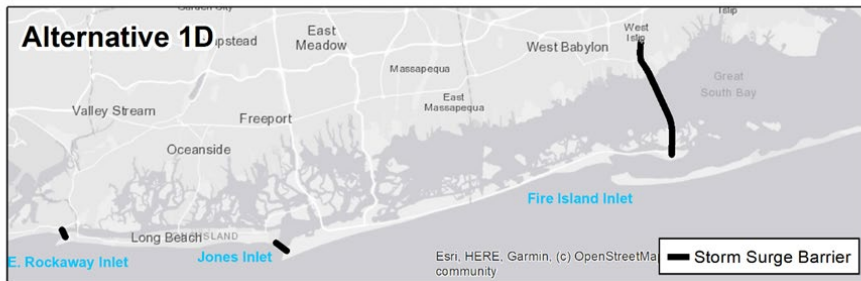 Alternative 1D
East
Meadow
West Babylon
West
Islip
Massapequa
Great
South Bay
East
Massapequa
Valley Stream
Freeport
Oceanside
Fire Island Inlet
Long Beach
E. Rockaway Inlet
Jones Inlet
Esri, HERE, Garmin, (c) OpenStreetMa
community
Storm Surge Barrier